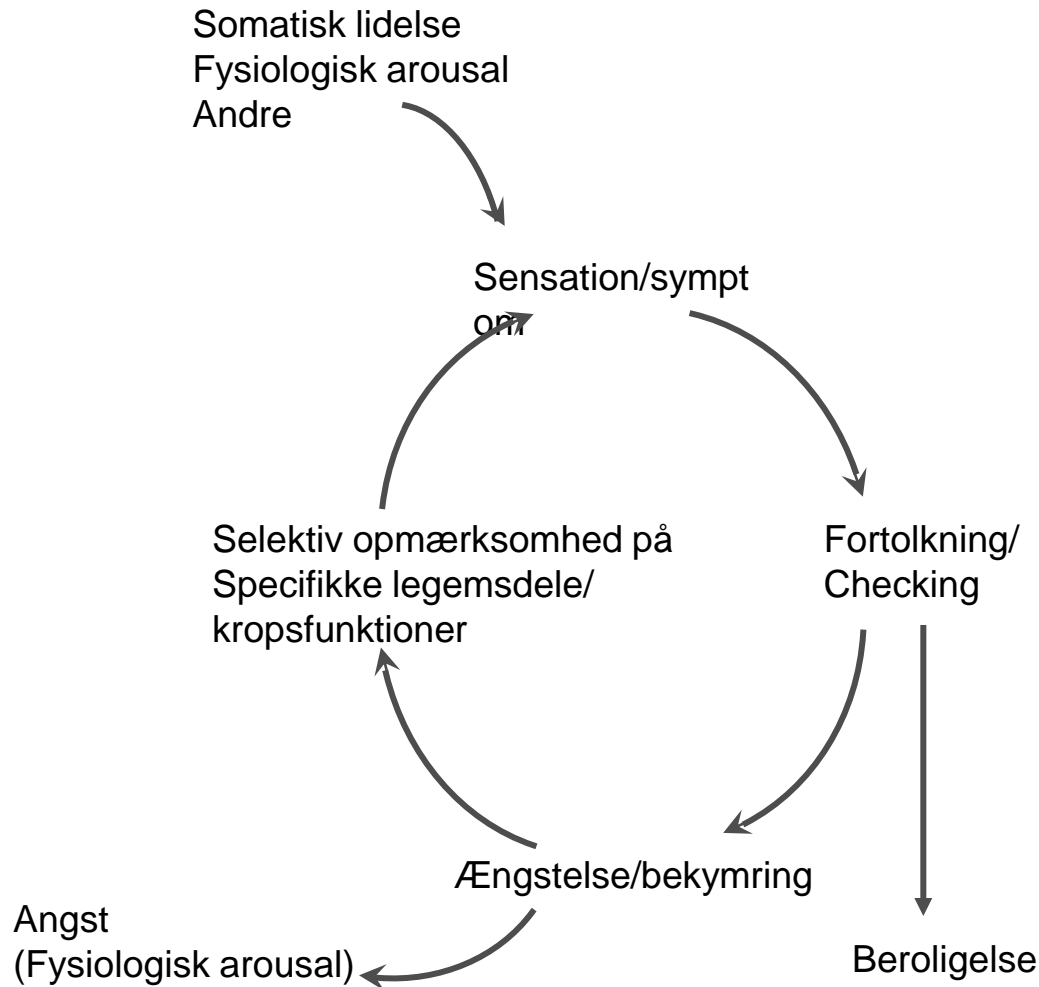 Somatisk lidelse
Fysiologisk arousal
Andre
Sensation/sympt
om
Selektiv opmærksomhed på
Specifikke legemsdele/
kropsfunktioner
Fortolkning/
Checking
Ængstelse/bekymring
Angst
(Fysiologisk arousal)
Beroligelse